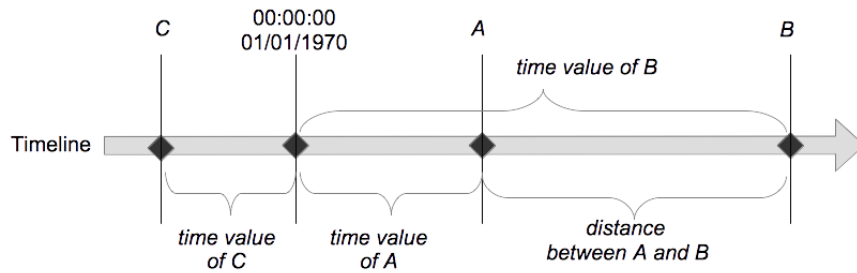 C
00:00:00
01/01/1970
A
B
time value of B
Timeline
time value
of C
time value
of A
distance
between A and B